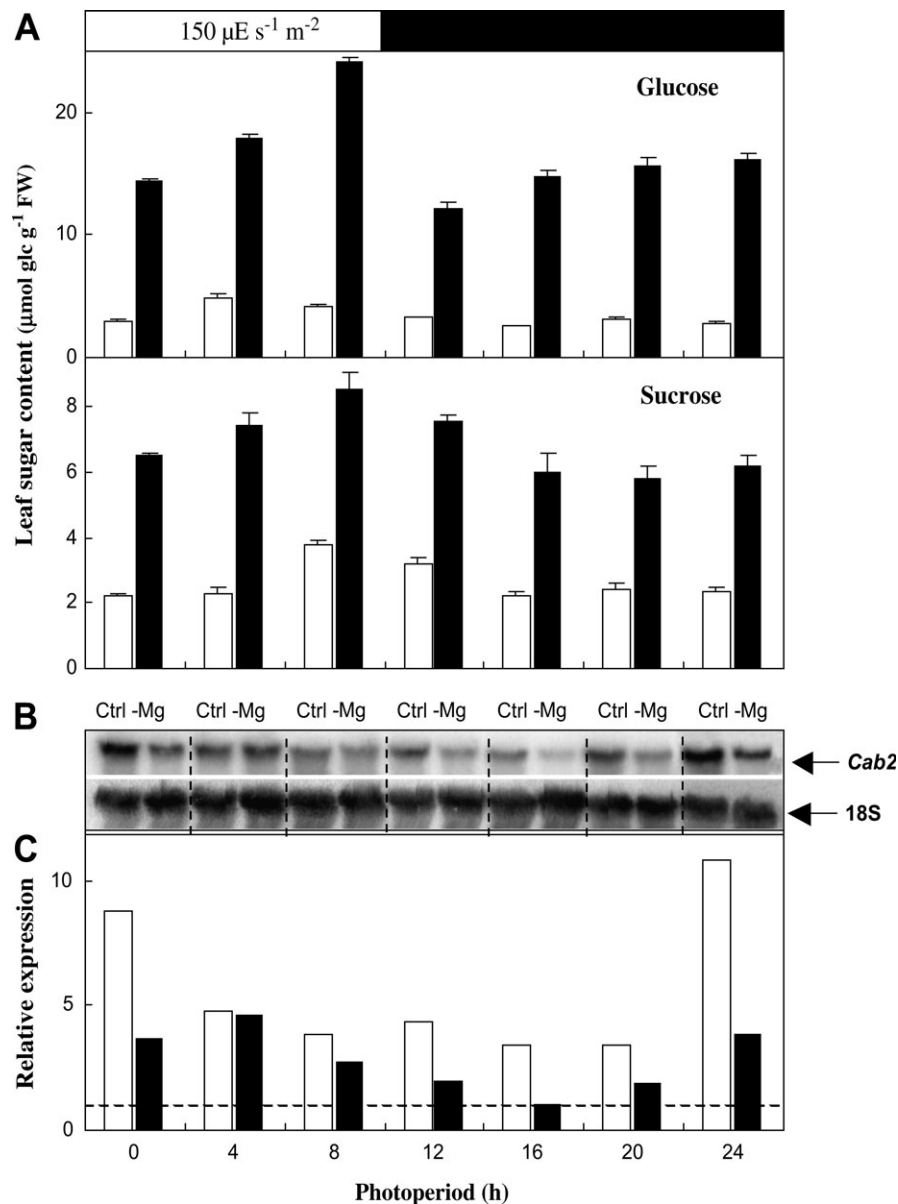 A
150 µE s⁻¹ m⁻²
Glucose
Leaf sugar content (µmol glc g⁻¹ FW)
20
10
0
Sucrose
8
6
4
2
0
B
Ctrl -Mg Ctrl -Mg Ctrl -Mg Ctrl -Mg Ctrl -Mg Ctrl -Mg Ctrl -Mg
Cab2
18S
C
Relative expression
10
5
0
0 4 8 12 16 20 24
Photoperiod (h)